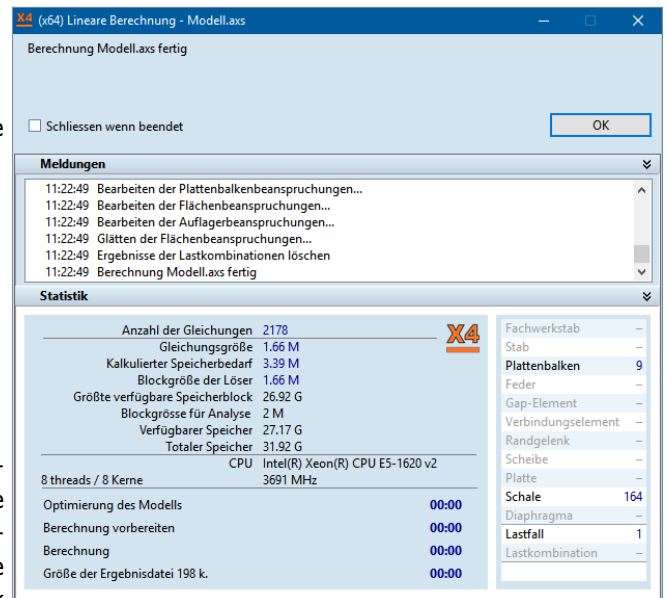 X4 (x64) Lineare Berechnung - Modell.axs
Berechnung Modell.axs fertig
Schliessen wenn beendet
OK
Meldungen
11:22:49 Bearbeiten der Plattenbalkenbeanspruchungen...
11:22:49 Bearbeiten der Flächenbeanspruchungen...
11:22:49 Bearbeiten der Auflagerbeanspruchungen...
11:22:49 Glätten der Flächenbeanspruchungen...
11:22:49 Ergebnisse der Lastkombinationen löschen
11:22:49 Berechnung Modell.axs fertig
Statistik
Anzahl der Gleichungen 2178
X4
Gleichungsgröße 1.66 M
Kalkulierter Speicherbedarf 3.39 M
Blockgröße der Löser 1.66 M
Größte verfügbare Speicherblock 26.92 G
Blockgrösse für Analyse 2 M
Verfügbarer Speicher 27.17 G
Totaler Speicher 31.92 G
CPU Intel(R) Xeon(R) CPU E5-1620 v2
8 threads / 8 Kerne 3691 MHz
Optimierung des Modells 00:00
Berechnung vorbereiten 00:00
Berechnung 00:00
Größe der Ergebnisdatei 198 k. 00:00
Fachwerkstab –
Stab –
Plattenbalken 9
Feder –
Gap-Element –
Verbindungselement –
Randgelenk –
Scheibe –
Platte –
Schale 164
Diaphragma –
Lastfall 1
Lastkombination –